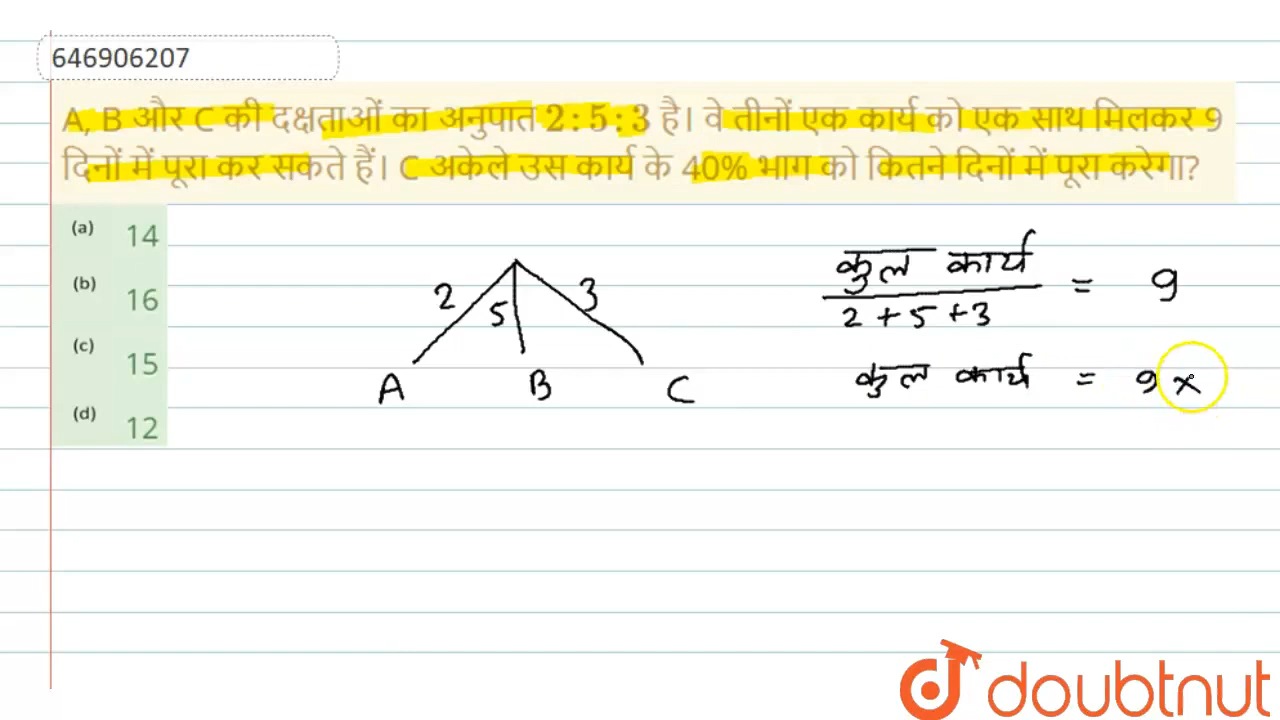 646906207
A, B और C की दक्षताओं का अनुपात 2 : 5 : 3 है। वे तीनों एक कार्य को एक साथ मिलकर 9
दिनों में पूरा कर सकते हैं। C अकेले उस कार्य के 40% भाग को कितने दिनों में पूरा करेगा?
(a) 14
(b) 16
(c) 15
(d) 12
2 5 3
A B C
कुल कार्य
2 + 5 + 3
= 9
कुल कार्य = 9 ×
doubtnut